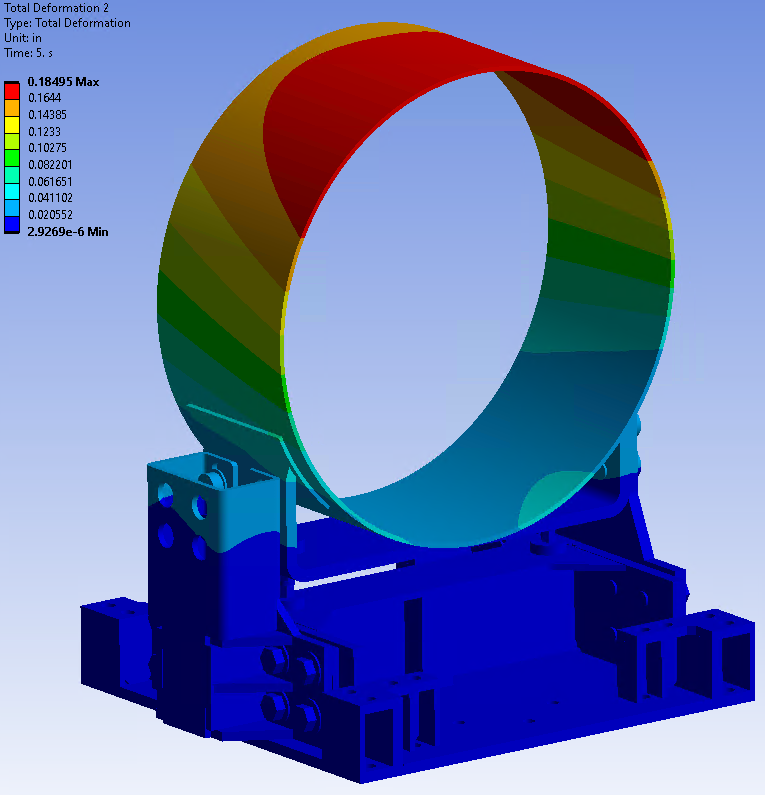 Total Deformation 2
Type: Total Deformation
Unit: in
Time: 5. s
0.18495 Max
0.1644
0.14385
0.1233
0.10275
0.082201
0.061651
0.041102
0.020552
2.9269e-6 Min